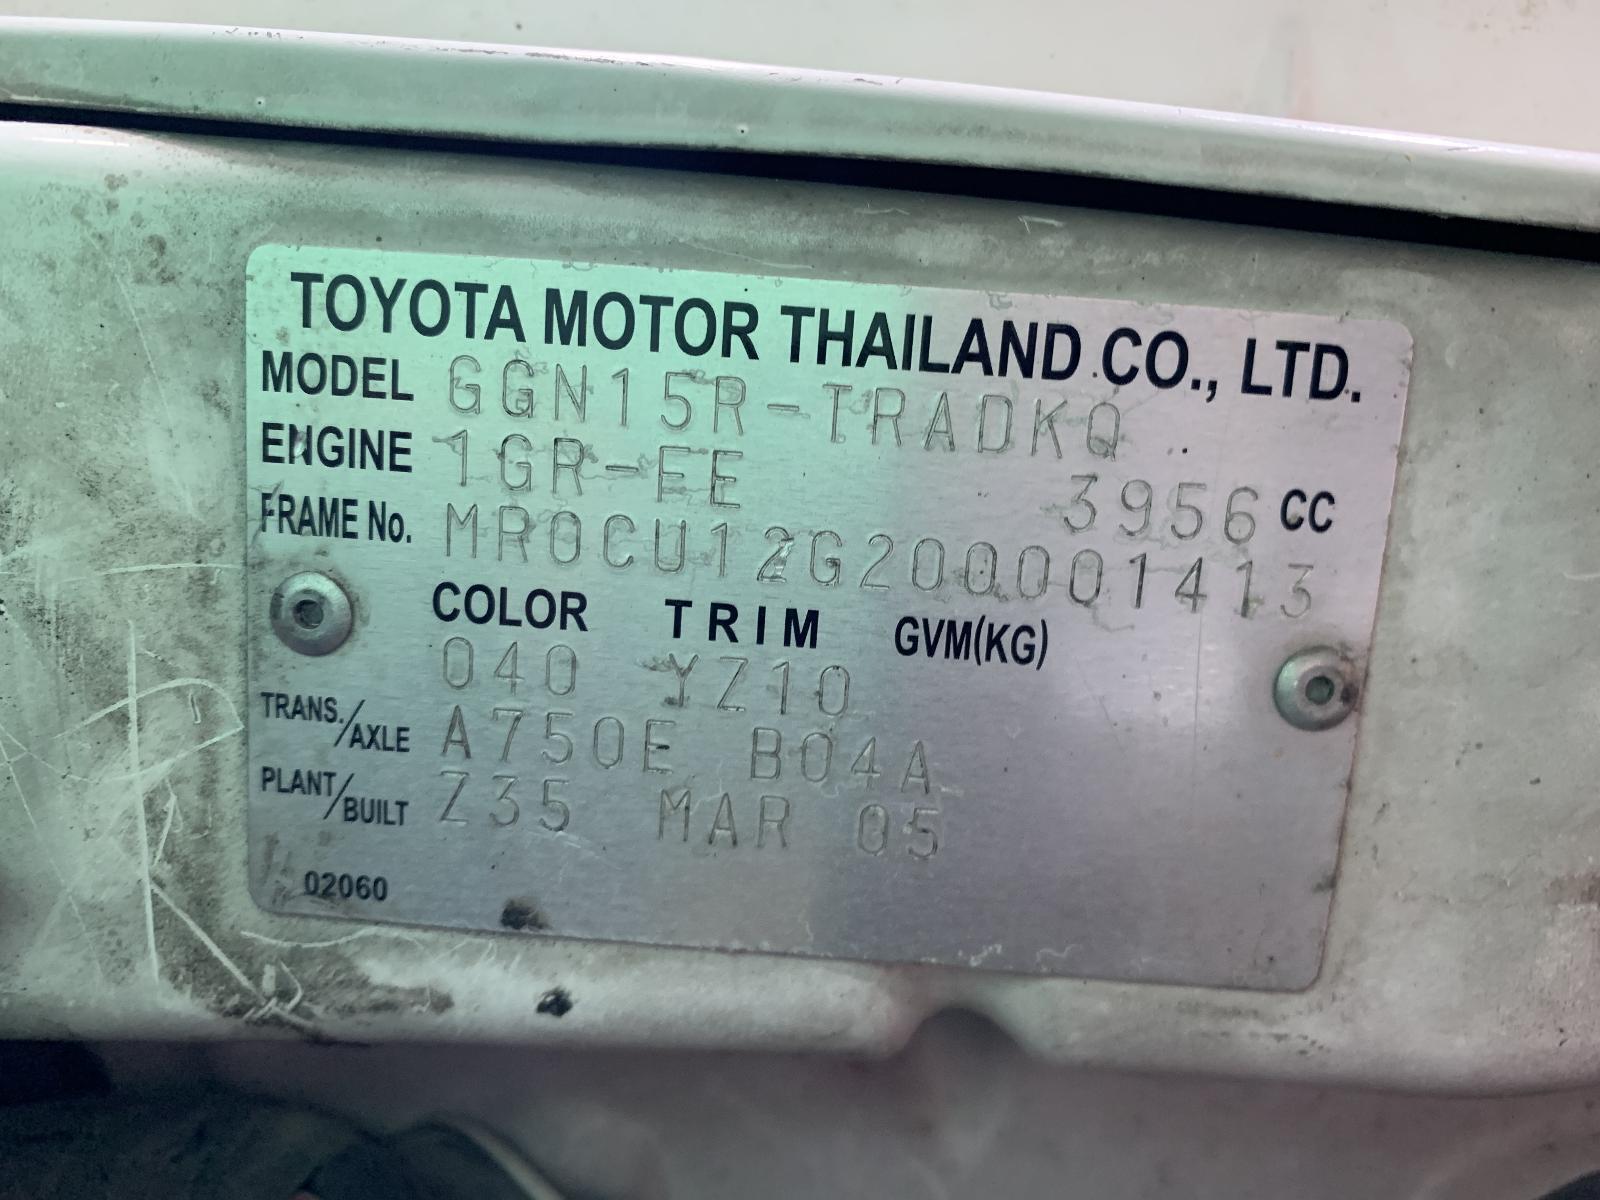 TOYOTA MOTOR THAILAND CO., LTD.
MODEL GGN15R-TRADKQ
ENGINE 1GR-FE 3956 CC
FRAME No. MR0CU12G200001413
COLOR TRIM GVM(KG)
040 YZ10
TRANS./AXLE A750E B04A
PLANT/BUILT Z35 MAR 05
02060